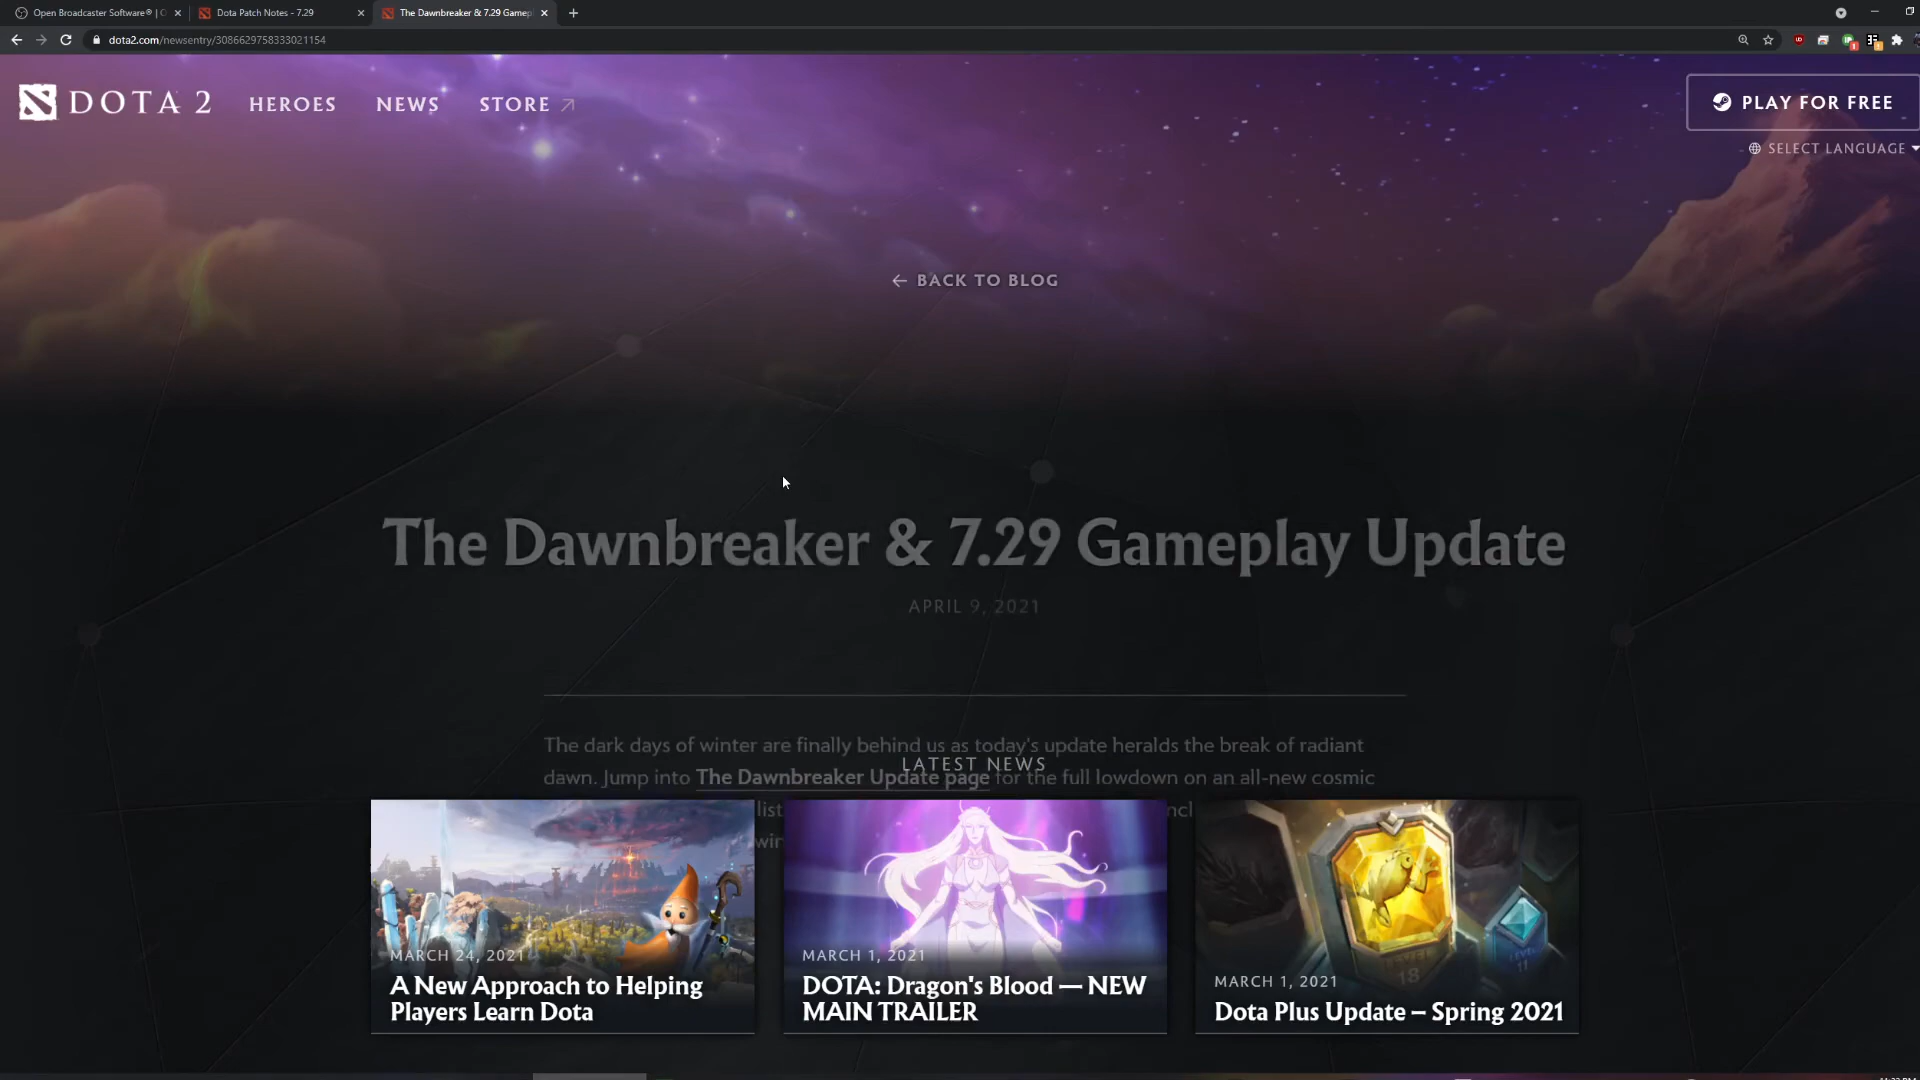 Open Broadcaster Software® |
Dota Patch Notes - 7.29
The Dawnbreaker & 7.29 Gamep
dota2.com/newsentry/3086629758333021154
DOTA 2
HEROES
NEWS
STORE
PLAY FOR FREE
SELECT LANGUAGE
BACK TO BLOG
The Dawnbreaker & 7.29 Gameplay Update
APRIL 9, 2021
The dark days of winter are finally behind us as today's update heralds the break of radiant
LATEST NEWS
dawn. Jump into The Dawnbreaker Update page for the full lowdown on an all-new cosmic
list
MARCH 24, 2021
A New Approach to Helping
Players Learn Dota
MARCH 1, 2021
DOTA: Dragon's Blood — NEW
MAIN TRAILER
LEVEL
18
LEVEL
11
MARCH 1, 2021
Dota Plus Update – Spring 2021